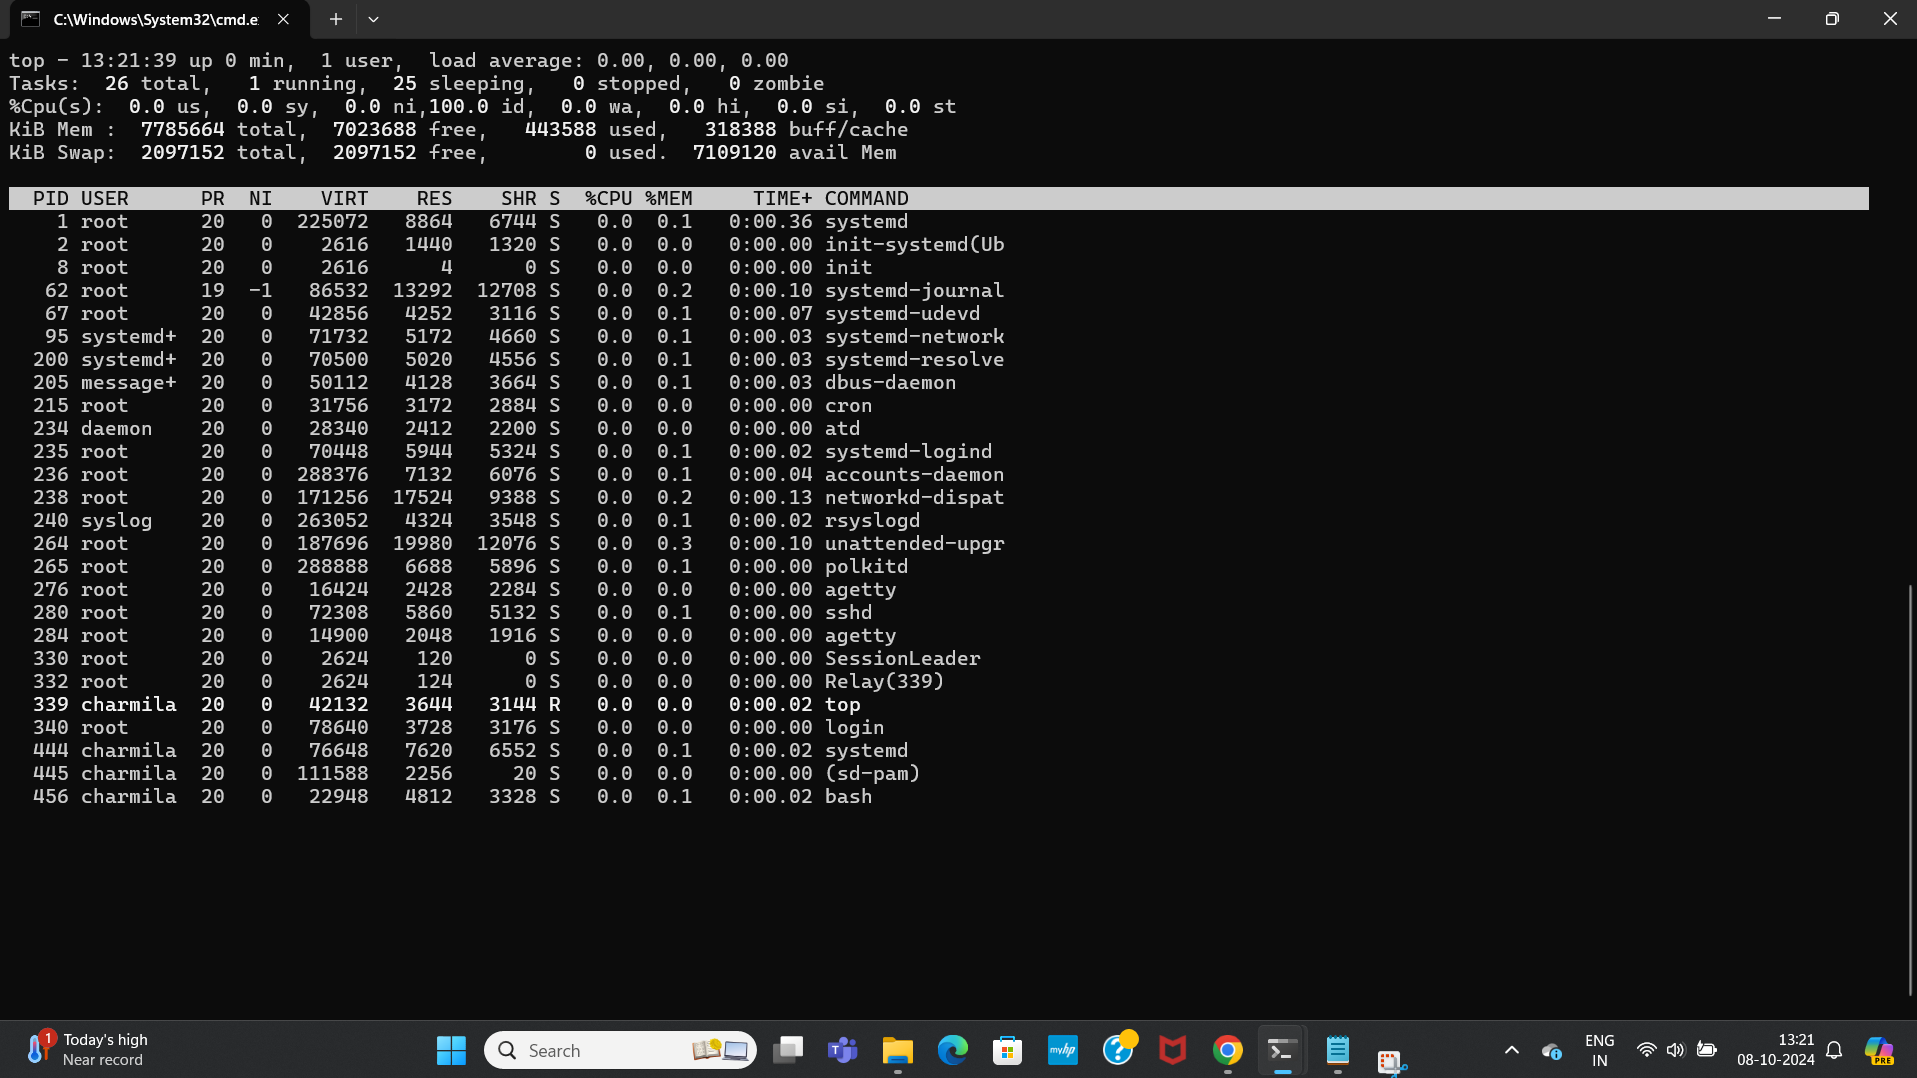 C:\Windows\System32\cmd.e
top - 13:21:39 up 0 min,  1 user,  load average: 0.00, 0.00, 0.00
Tasks:  26 total,   1 running,  25 sleeping,   0 stopped,   0 zombie
%Cpu(s):  0.0 us,  0.0 sy,  0.0 ni,100.0 id,  0.0 wa,  0.0 hi,  0.0 si,  0.0 st
KiB Mem :  7785664 total,  7023688 free,   443588 used,   318388 buff/cache
KiB Swap:  2097152 total,  2097152 free,        0 used.  7109120 avail Mem
PID USER      PR  NI    VIRT    RES    SHR S  %CPU %MEM     TIME+ COMMAND
1 root      20   0  225072   8864   6744 S   0.0  0.1   0:00.36 systemd
2 root      20   0    2616   1440   1320 S   0.0  0.0   0:00.00 init-systemd(Ub
8 root      20   0    2616      4      0 S   0.0  0.0   0:00.00 init
62 root      19  -1   86532  13292  12708 S   0.0  0.2   0:00.10 systemd-journal
67 root      20   0   42856   4252   3116 S   0.0  0.1   0:00.07 systemd-udevd
95 systemd+  20   0   71732   5172   4660 S   0.0  0.1   0:00.03 systemd-network
200 systemd+  20   0   70500   5020   4556 S   0.0  0.1   0:00.03 systemd-resolve
205 message+  20   0   50112   4128   3664 S   0.0  0.1   0:00.03 dbus-daemon
215 root      20   0   31756   3172   2884 S   0.0  0.0   0:00.00 cron
234 daemon    20   0   28340   2412   2200 S   0.0  0.0   0:00.00 atd
235 root      20   0   70448   5944   5324 S   0.0  0.1   0:00.02 systemd-logind
236 root      20   0  288376   7132   6076 S   0.0  0.1   0:00.04 accounts-daemon
238 root      20   0  171256  17524   9388 S   0.0  0.2   0:00.13 networkd-dispat
240 syslog    20   0  263052   4324   3548 S   0.0  0.1   0:00.02 rsyslogd
264 root      20   0  187696  19980  12076 S   0.0  0.3   0:00.10 unattended-upgr
265 root      20   0  288888   6688   5896 S   0.0  0.1   0:00.00 polkitd
276 root      20   0   16424   2428   2284 S   0.0  0.0   0:00.00 agetty
280 root      20   0   72308   5860   5132 S   0.0  0.1   0:00.00 sshd
284 root      20   0   14900   2048   1916 S   0.0  0.0   0:00.00 agetty
330 root      20   0    2624    120      0 S   0.0  0.0   0:00.00 SessionLeader
332 root      20   0    2624    124      0 S   0.0  0.0   0:00.00 Relay(339)
339 charmila  20   0   42132   3644   3144 R   0.0  0.0   0:00.02 top
340 root      20   0   78640   3728   3176 S   0.0  0.0   0:00.00 login
444 charmila  20   0   76648   7620   6552 S   0.0  0.1   0:00.02 systemd
445 charmila  20   0  111588   2256     20 S   0.0  0.0   0:00.00 (sd-pam)
456 charmila  20   0   22948   4812   3328 S   0.0  0.1   0:00.02 bash
1
Today's high
Near record
Search
T
myhp
?
ENG
IN
13:21
08-10-2024
PRE